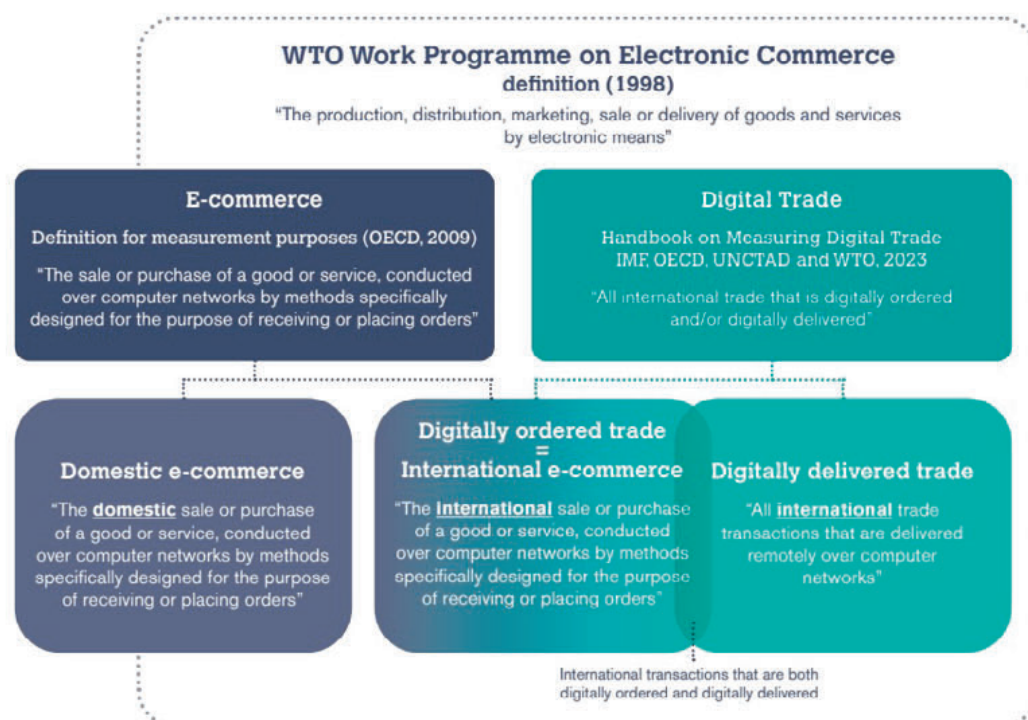 WTO Work Programme on Electronic Commerce
definition (1998)
“The production, distribution, marketing, sale or delivery of goods and services
by electronic means”
E-commerce
Definition for measurement purposes (OECD, 2009)
“The sale or purchase of a good or service, conducted
over computer networks by methods specifically
designed for the purpose of receiving or placing orders”
Digital Trade
Handbook on Measuring Digital Trade
IMF, OECD, UNCTAD and WTO, 2023
“All international trade that is digitally ordered
and/or digitally delivered”
Domestic e-commerce
“The domestic sale or purchase
of a good or service, conducted
over computer networks by methods
specifically designed for the purpose
of receiving or placing orders”
Digitally ordered trade
=
International e-commerce
“The international sale or purchase
of a good or service, conducted
over computer networks by methods
specifically designed for the purpose
of receiving or placing orders”
Digitally delivered trade
“All international trade
transactions that are delivered
remotely over computer
networks”
International transactions that are both
digitally ordered and digitally delivered